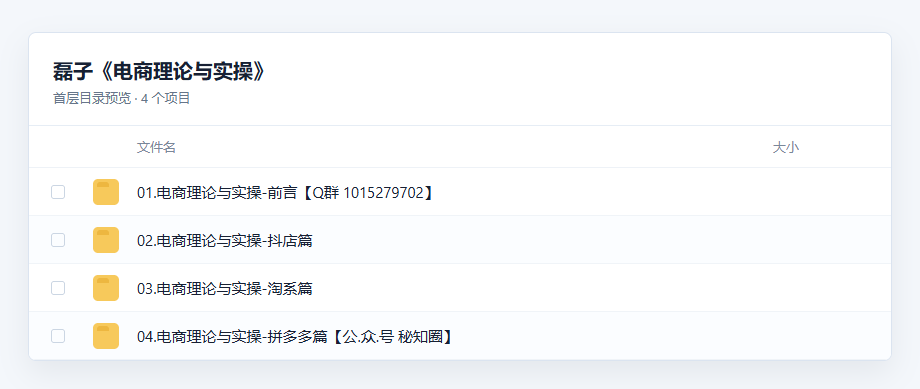 磊子《电商理论与实操》
首层目录预览 · 4 个项目
文件名 大小
01.电商理论与实操-前言【Q群 1015279702】
02.电商理论与实操-抖店篇
03.电商理论与实操-淘系篇
04.电商理论与实操-拼多多篇【公.众.号 秘知圈】